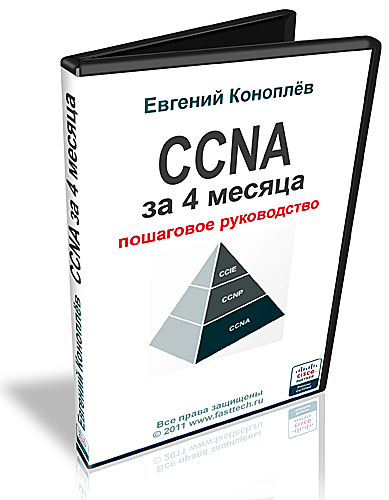 Евгений Коноплёв
CCNA
за 4 месяца
пошаговое руководство
CCIE
CCNP
CCNA
Все права защищены
© 2011 www.fasttech.ru
CISCO
Евгений Коноплёв CCNA за 4 месяца